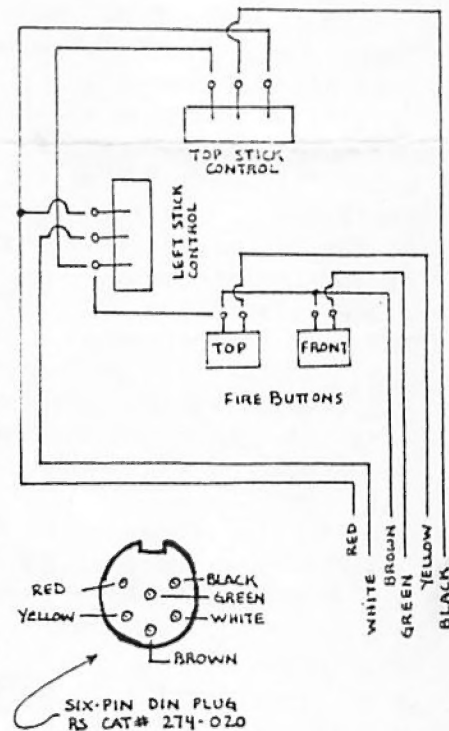 TOP STICK
CONTROL
LEFT STICK
CONTROL
TOP
FRONT
FIRE BUTTONS
RED
WHITE
BROWN
GREEN
YELLOW
BLACK
RED
BLACK
GREEN
YELLOW
WHITE
BROWN
SIX-PIN DIN PLUG
RS CAT# 274-020